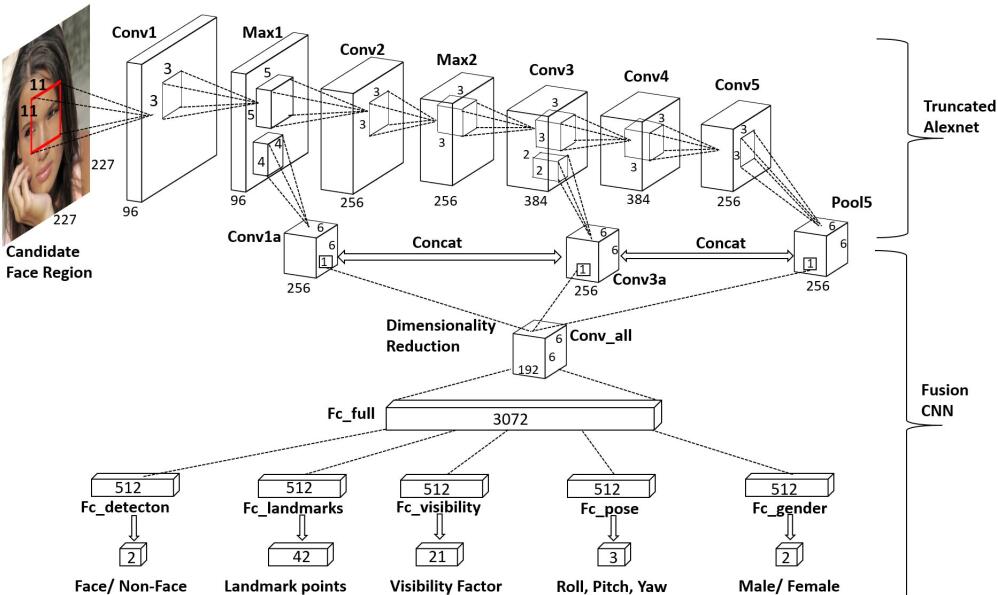 Conv1
Max1
Conv2
Max2
Conv3
Conv4
Conv5
Truncated
Alexnet
11
11
3
3
5
5
4
4
3
3
3
3
3
3
2
2
3
3
3
3
227
227
96
96
256
256
384
384
256
Pool5
Candidate
Face Region
Conv1a
6
6
1
256
Concat
6
6
1
256
Conv3a
Concat
6
6
1
256
Dimensionality
Reduction
6
6
192
Conv_all
Fusion
CNN
Fc_full
3072
512
512
512
512
512
Fc_detecton
Fc_landmarks
Fc_visibility
Fc_pose
Fc_gender
2
42
21
3
2
Face/ Non-Face
Landmark points
Visibility Factor
Roll, Pitch, Yaw
Male/ Female